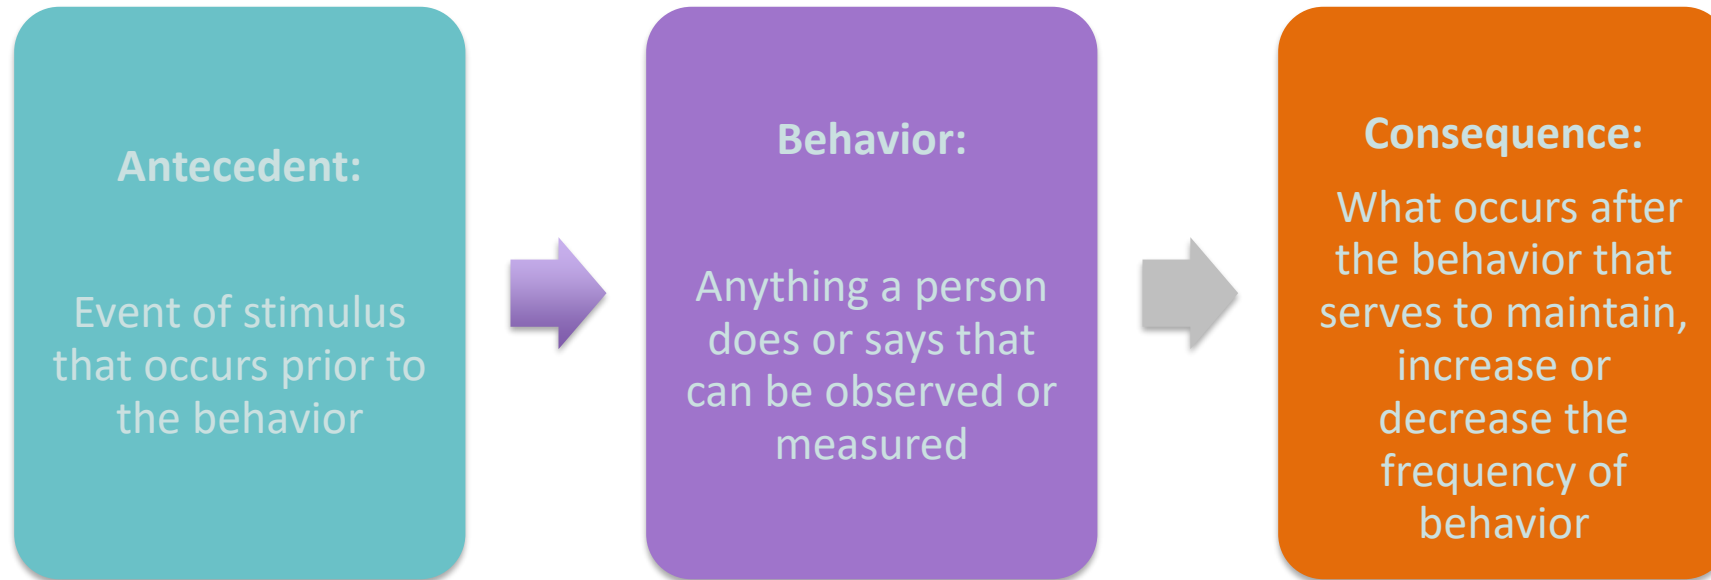 Antecedent:
Event of stimulus
that occurs prior to
the behavior
Behavior:
Anything a person
does or says that
can be observed or
measured
Consequence:
What occurs after
the behavior that
serves to maintain,
increase or
decrease the
frequency of
behavior